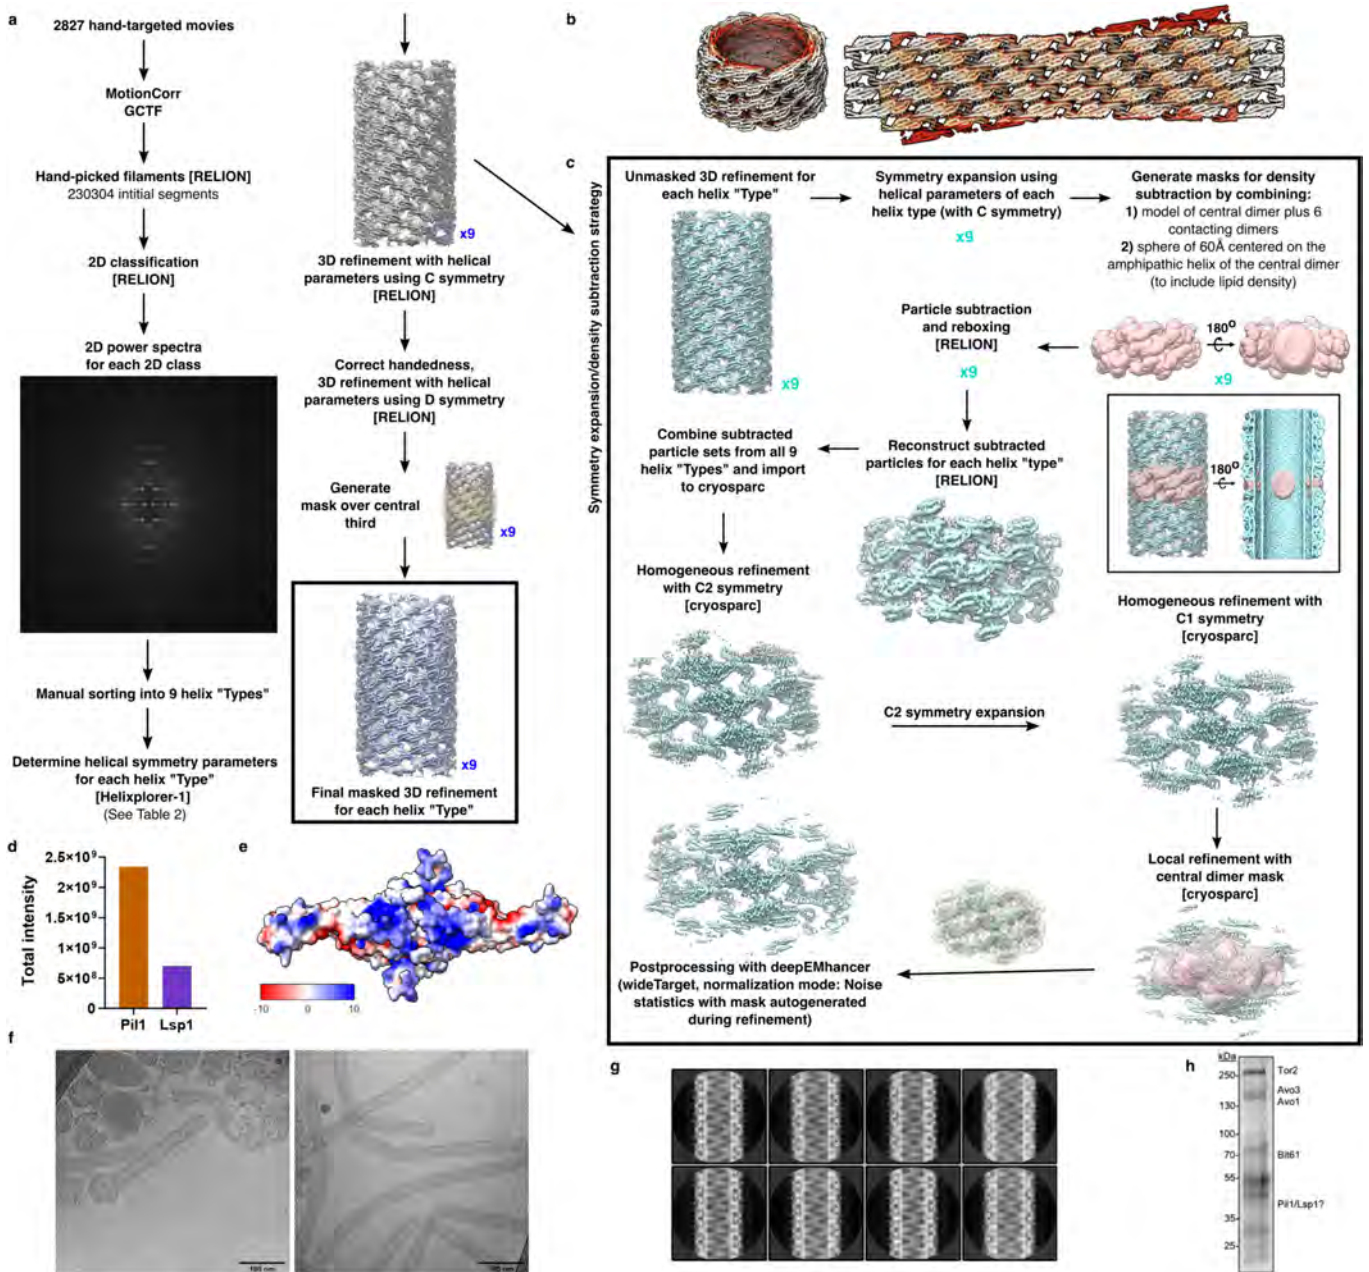 a
2827 hand-targeted movies
MotionCorr
GCTF
Hand-picked filaments [RELION]
230304 intitial segments
2D classification
[RELION]
2D power spectra
for each 2D class
Manual sorting into 9 helix "Types"
Determine helical symmetry parameters
for each helix "Type"
[Helixplorer-1]
(See Table 2)
x9
3D refinement with helical
parameters using C symmetry
[RELION]
Correct handedness,
3D refinement with helical
parameters using D symmetry
[RELION]
Generate
mask over central
third
x9
x9
Final masked 3D refinement
for each helix "Type"
b
c
Symmetry expansion/density subtraction strategy
Unmasked 3D refinement for
each helix "Type"
x9
Symmetry expansion using
helical parameters of each
helix type (with C symmetry)
x9
Generate masks for density
subtraction by combining:
1) model of central dimer plus 6
contacting dimers
2) sphere of 60Å centered on the
amphipathic helix of the central dimer
(to include lipid density)
180°
x9
180°
Particle subtraction
and reboxing
[RELION]
x9
Reconstruct subtracted
particles for each helix "type"
[RELION]
Combine subtracted
particle sets from all 9
helix "Types" and import
to cryosparc
Homogeneous refinement
with C2 symmetry
[cryosparc]
C2 symmetry expansion
Homogeneous refinement with
C1 symmetry
[cryosparc]
Local refinement with
central dimer mask
[cryosparc]
Postprocessing with deepEMhancer
(wideTarget, normalization mode: Noise
statistics with mask autogenerated
during refinement)
d
Total intensity
2.5×10⁹
2×10⁹
1.5×10⁹
1×10⁹
5×10⁸
0
Pil1 Lsp1
e
-10 0 10
f
100 nm
g
h
kDa
250
130
100
70
55
35
25
Tor2
Avo3
Avo1
Bit61
Pil1/Lsp1?